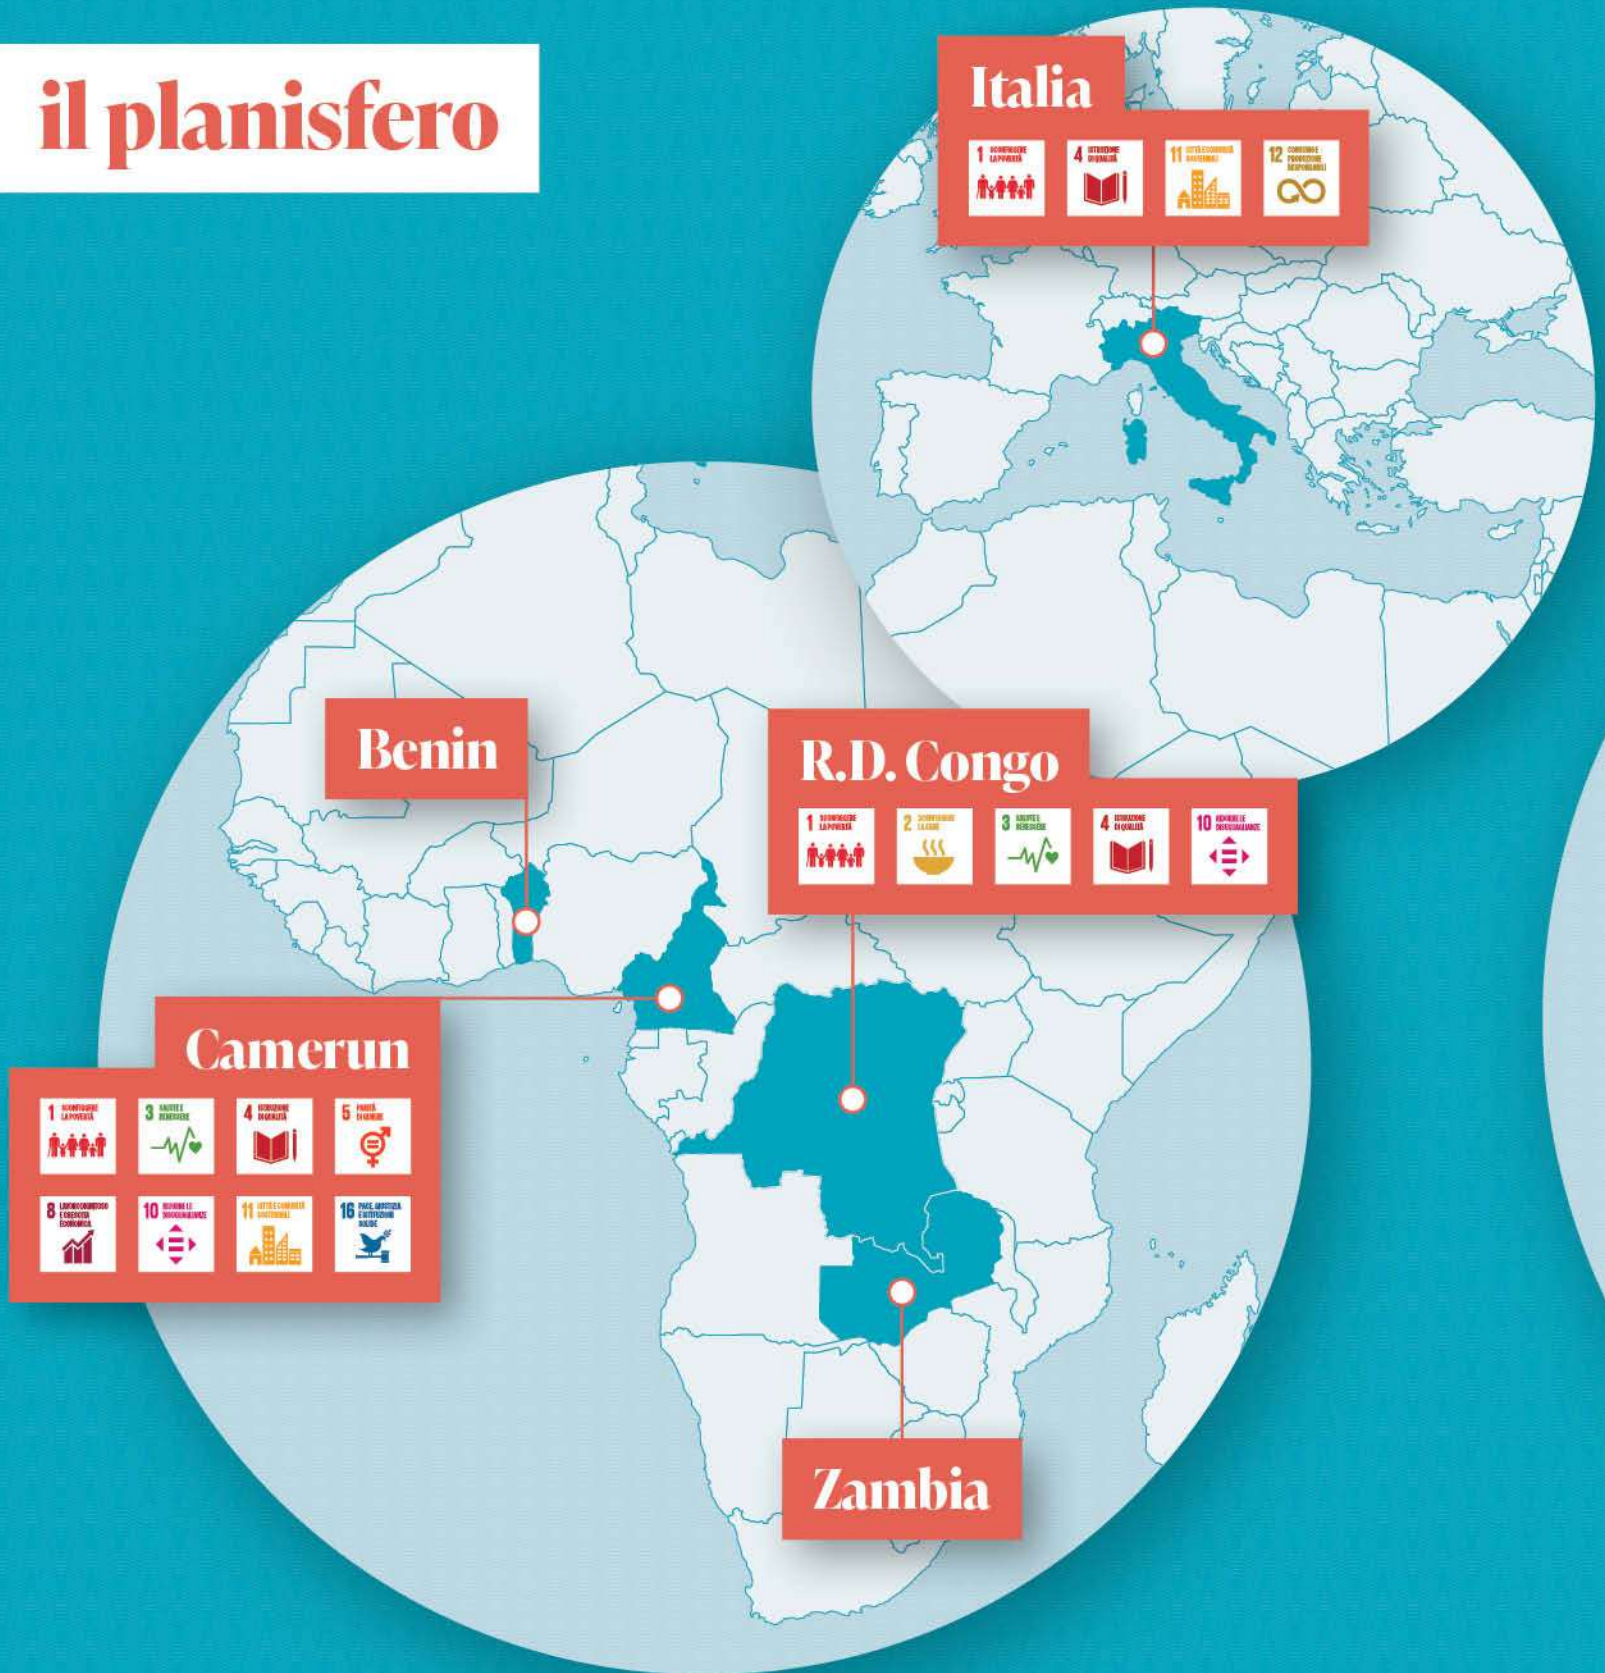 il planisfero
Italia
1 SCONFIGGERE
LA POVERTÀ
4 ISTRUZIONE
DI QUALITÀ
11 CITTÀ E COMUNITÀ
SOSTENIBILI
12 CONSUMO E
PRODUZIONE
RESPONSABILI
Benin
R.D. Congo
1 SCONFIGGERE
LA POVERTÀ
2 SCONFIGGERE
LA FAME
3 SALUTE E
BENESSERE
4 ISTRUZIONE
DI QUALITÀ
10 RIDURRE LE
DISUGUAGLIANZE
Camerun
1 SCONFIGGERE
LA POVERTÀ
3 SALUTE E
BENESSERE
4 ISTRUZIONE
DI QUALITÀ
5 PARITÀ
DI GENERE
8 LAVORO DIGNITOSO
E CRESCITA
ECONOMICA
10 RIDURRE LE
DISUGUAGLIANZE
11 CITTÀ E COMUNITÀ
SOSTENIBILI
16 PACE, GIUSTIZIA
E ISTITUZIONI
SOLIDE
Zambia